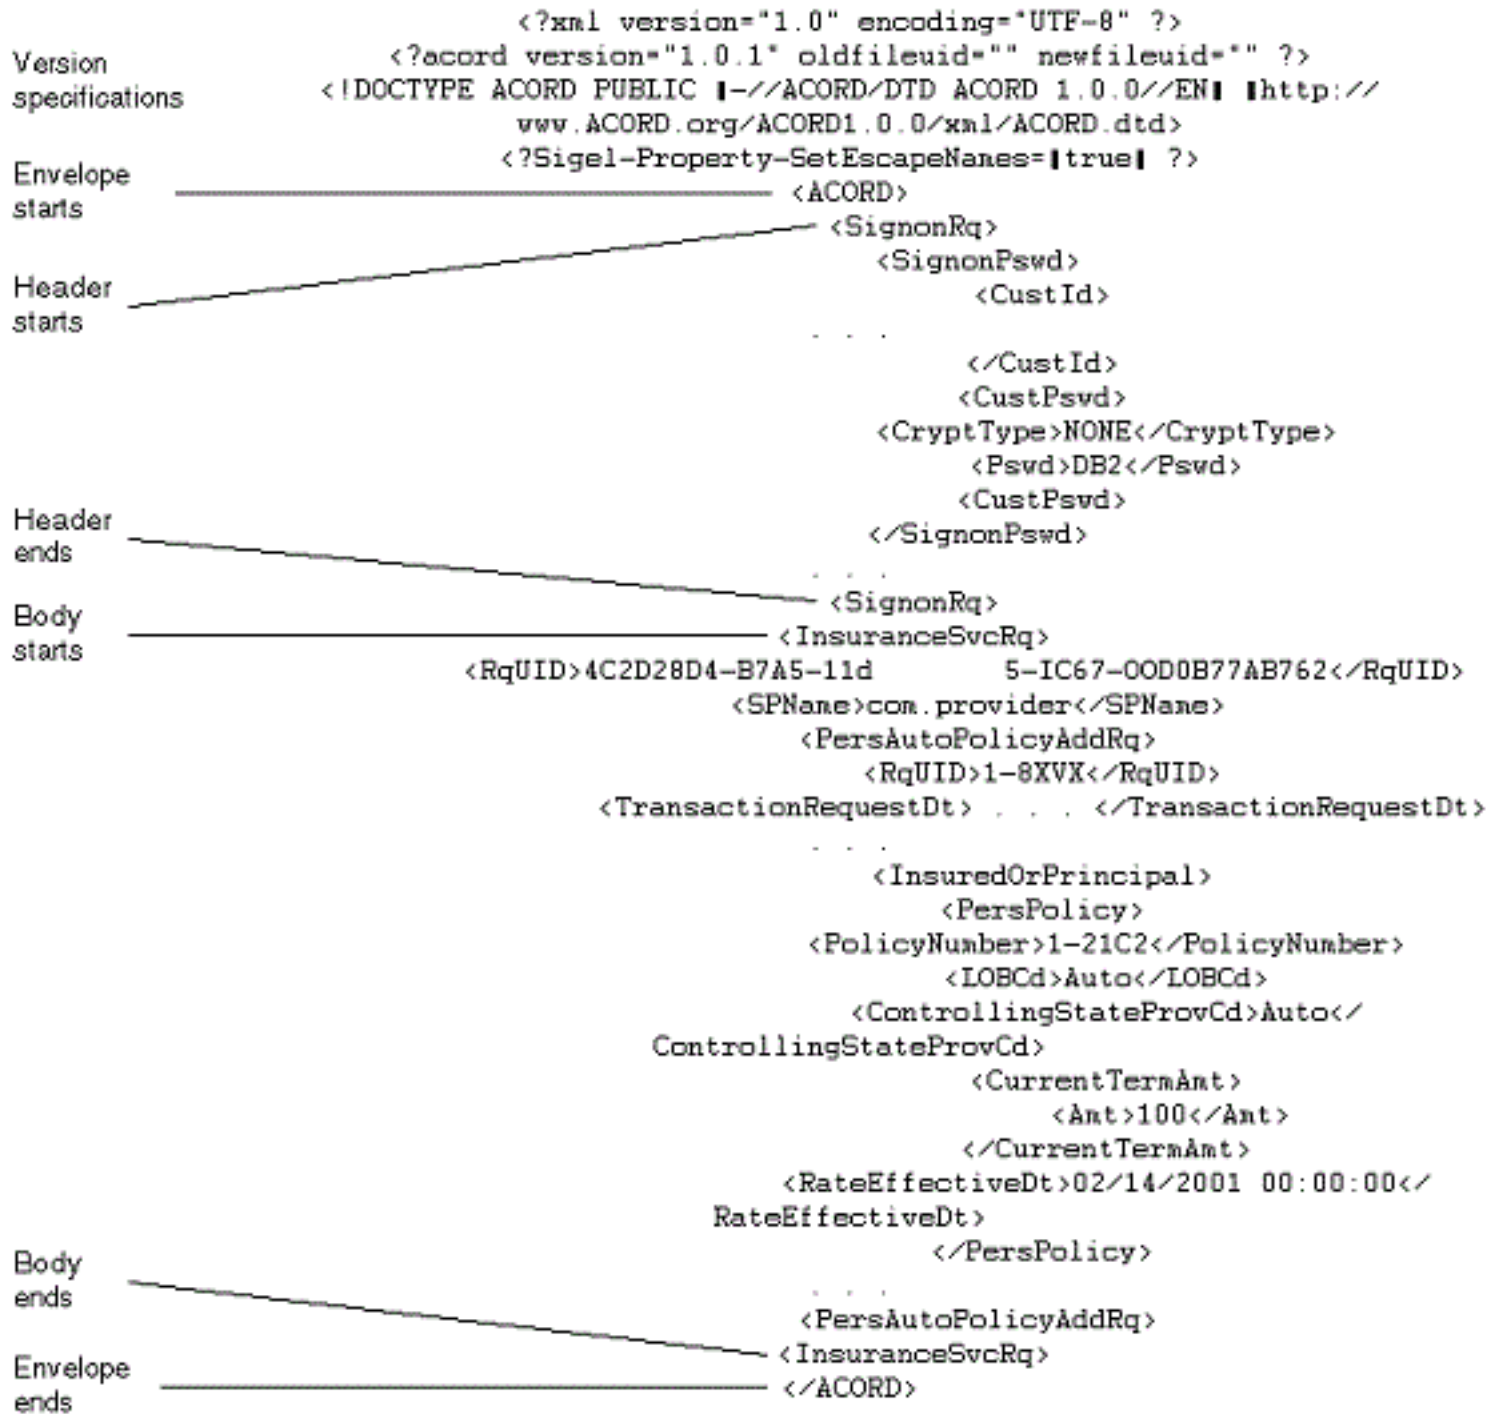 <?xml version="1.0" encoding="UTF-8" ?>
Version
specifications
<?acord version="1.0.1" oldfileuid="" newfileuid="" ?>
<!DOCTYPE ACORD PUBLIC ▮-//ACORD/DTD ACORD 1.0.0//EN▮ ▮http://
www.ACORD.org/ACORD1.0.0/xml/ACORD.dtd>
<?Sigel-Property-SetEscapeNames=▮true▮ ?>
Envelope
starts
<ACORD>
Header
starts
<SignonRq>
<SignonPswd>
<CustId>
. . .
</CustId>
<CustPswd>
<CryptType>NONE</CryptType>
<Pswd>DB2</Pswd>
<CustPswd>
</SignonPswd>
. . .
Header
ends
<SignonRq>
Body
starts
<InsuranceSvcRq>
<RqUID>4C2D28D4-B7A5-11d 5-IC67-OOD0B77AB762</RqUID>
<SPName>com.provider</SPName>
<PersAutoPolicyAddRq>
<RqUID>1-8XVX</RqUID>
<TransactionRequestDt> . . . </TransactionRequestDt>
. . .
<InsuredOrPrincipal>
<PersPolicy>
<PolicyNumber>1-21C2</PolicyNumber>
<LOBCd>Auto</LOBCd>
<ControllingStateProvCd>Auto</
ControllingStateProvCd>
<CurrentTermAmt>
<Amt>100</Amt>
</CurrentTermAmt>
<RateEffectiveDt>02/14/2001 00:00:00</
RateEffectiveDt>
</PersPolicy>
. . .
<PersAutoPolicyAddRq>
Body
ends
<InsuranceSvcRq>
Envelope
ends
</ACORD>